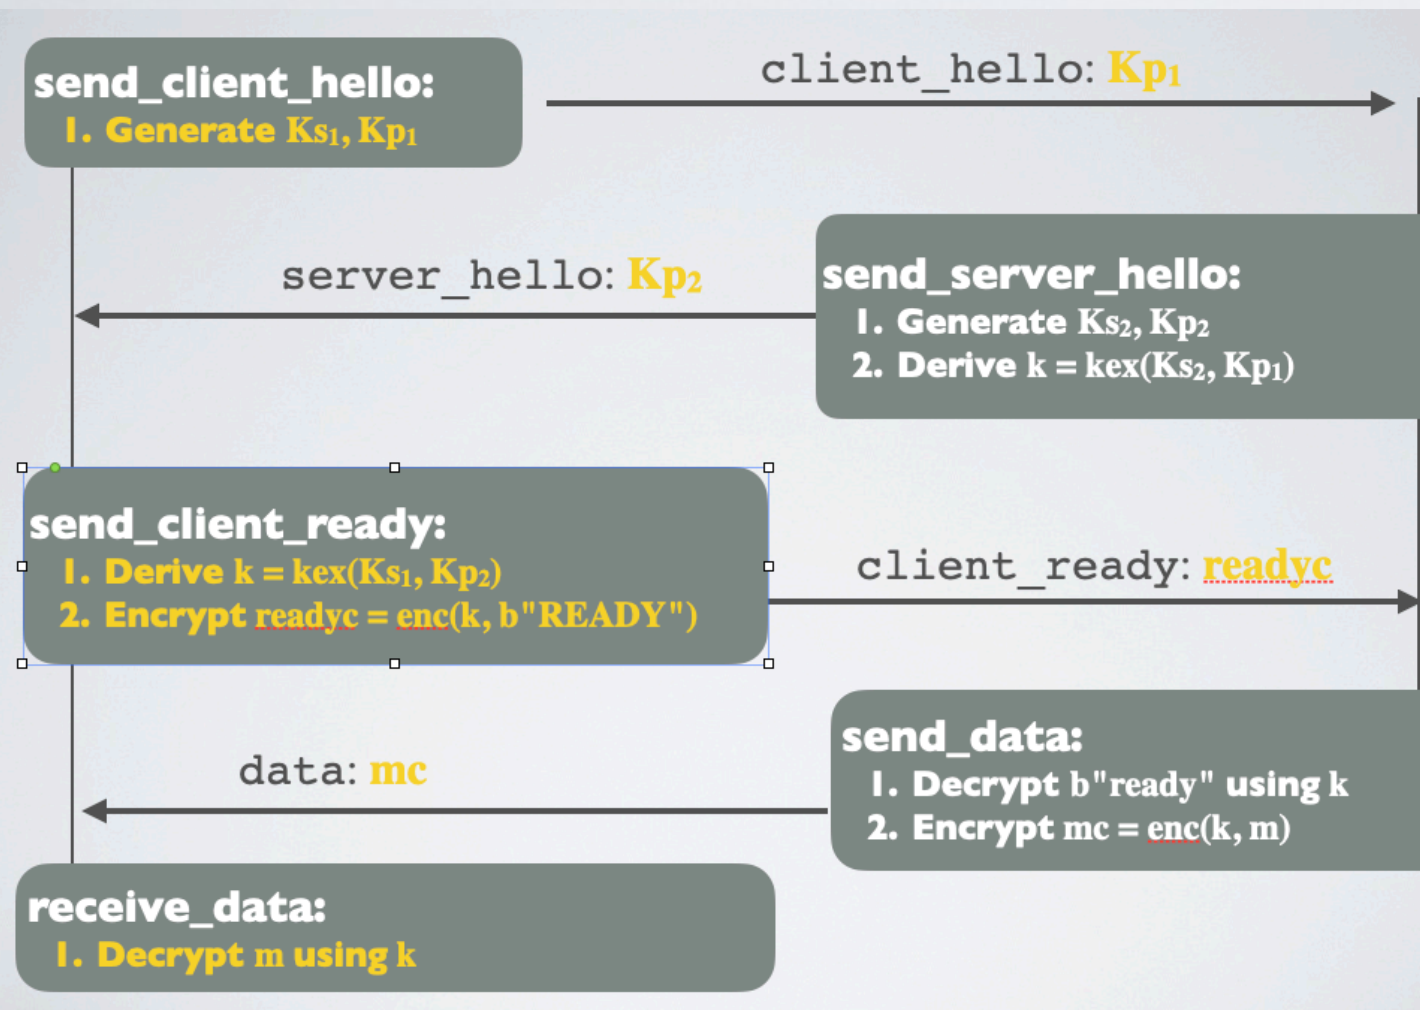 send_client_hello:
1. Generate Ks₁, Kp₁
client_hello: Kp₁
server_hello: Kp₂
send_server_hello:
1. Generate Ks₂, Kp₂
2. Derive k = kex(Ks₂, Kp₁)
send_client_ready:
1. Derive k = kex(Ks₁, Kp₂)
2. Encrypt readyc = enc(k, b"READY")
client_ready: readyc
send_data:
1. Decrypt b"ready" using k
2. Encrypt mc = enc(k, m)
data: mc
receive_data:
1. Decrypt m using k